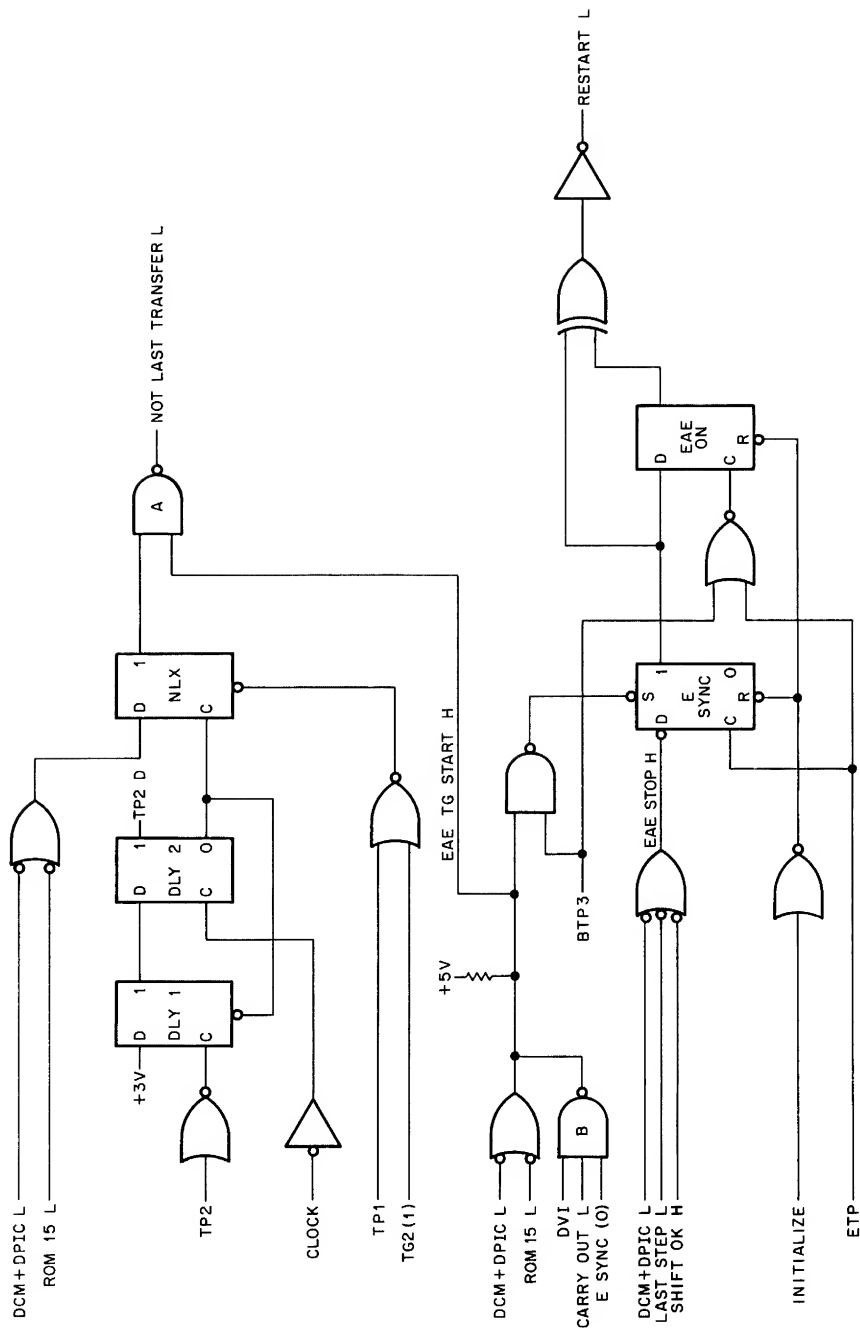 DCM+DPIC L
ROM 15 L
+3V
D 1
DLY 1
C
D 1
DLY 2
C 0
TP2 D
D 1
NLX
C
A
NOT LAST TRANSFER L
TP2
CLOCK
TP1
TG2 (1)
EAE TG START H
+5V
DCM+DPIC L
ROM 15 L
DVI
CARRY OUT L
E SYNC (0)
B
BTP3
DCM+DPIC L
LAST STEP L
SHIFT OK H
EAE STOP H
S
D 1
E
SYNC
C 0
R
D
EAE
ON
C
R
RESTART L
INITIALIZE
ETP